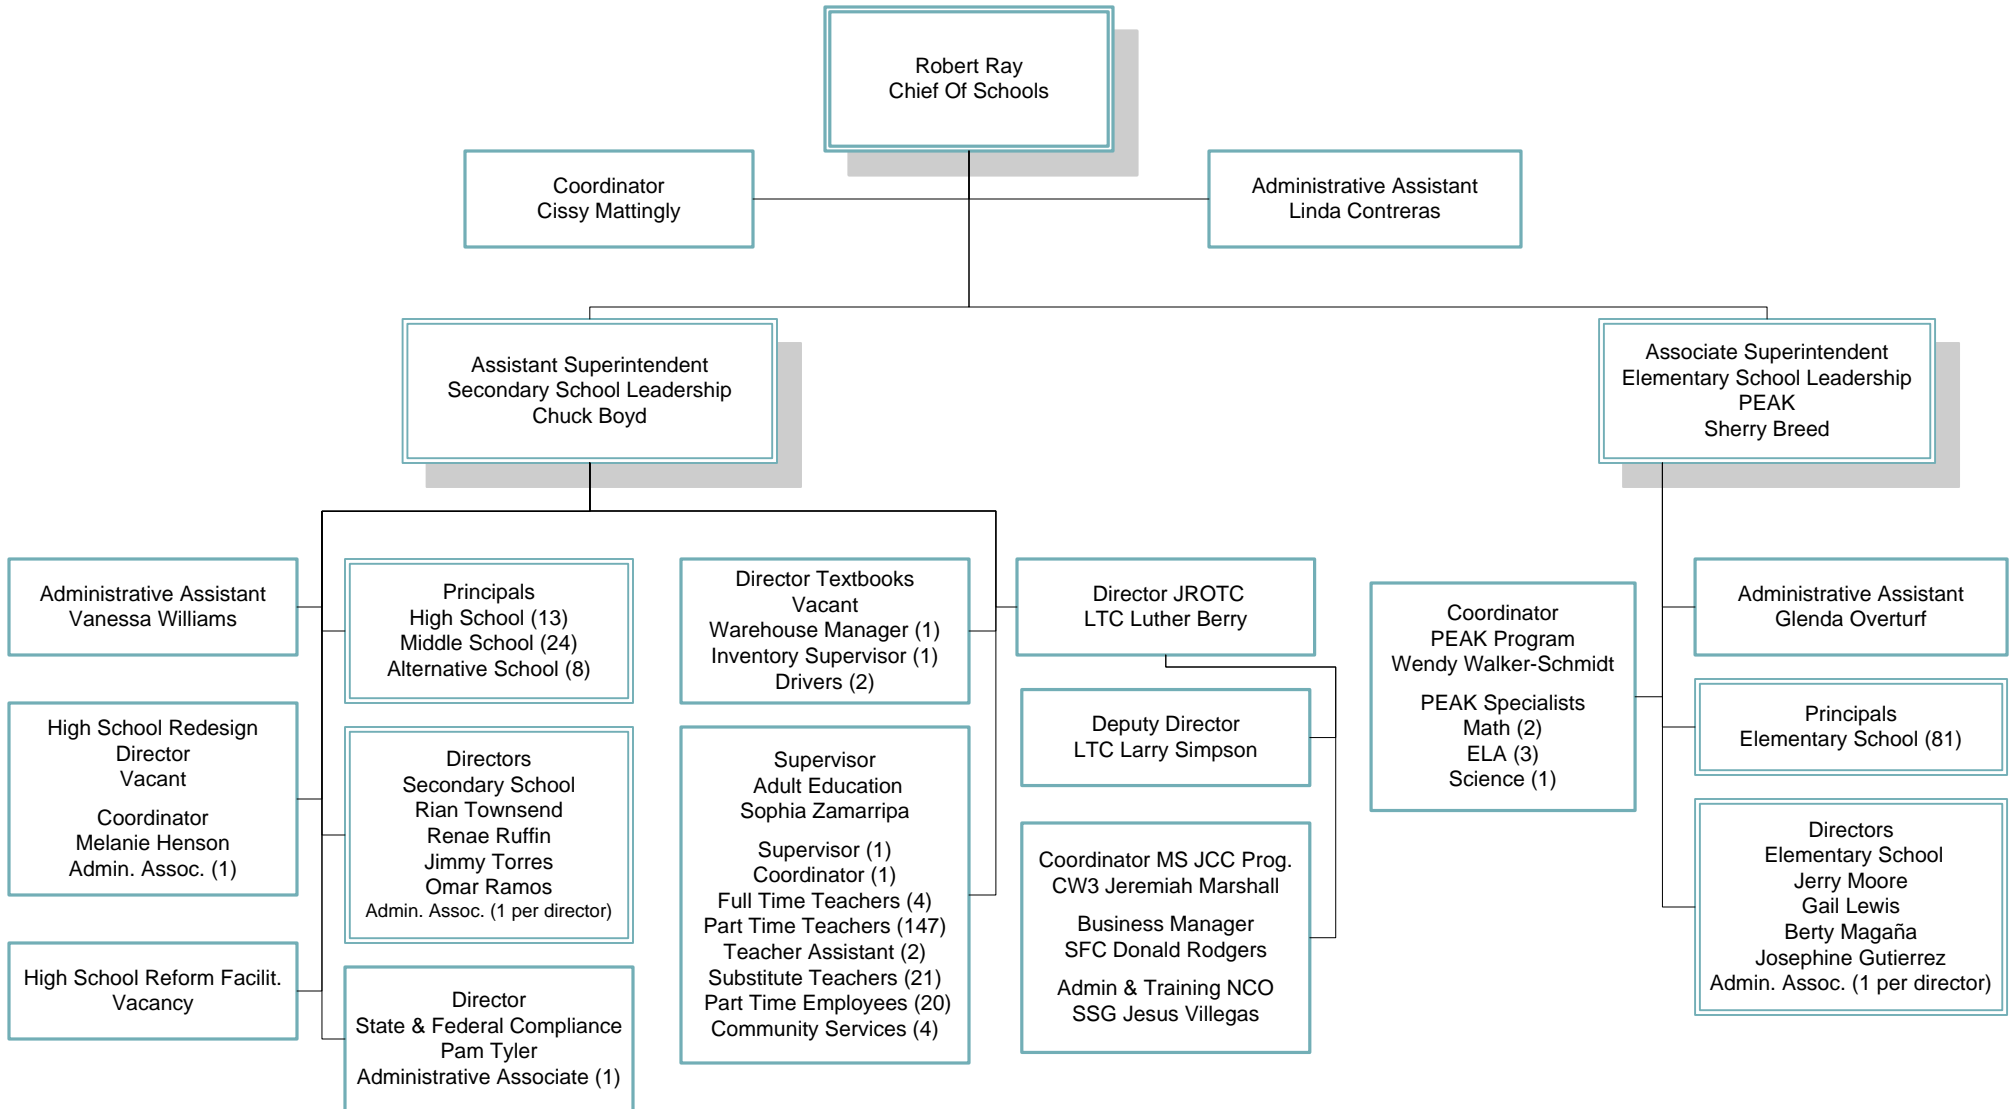 Robert Ray
Chief Of Schools
Coordinator
Cissy Mattingly
Administrative Assistant
Linda Contreras
Assistant Superintendent
Secondary School Leadership
Chuck Boyd
Associate Superintendent
Elementary School Leadership
PEAK
Sherry Breed
Administrative Assistant
Vanessa Williams
High School Redesign
Director
Vacant
Coordinator
Melanie Henson
Admin. Assoc. (1)
High School Reform Facilit.
Vacancy
Principals
High School (13)
Middle School (24)
Alternative School (8)
Directors
Secondary School
Rian Townsend
Renae Ruffin
Jimmy Torres
Omar Ramos
Admin. Assoc. (1 per director)
Director
State & Federal Compliance
Pam Tyler
Administrative Associate (1)
Director Textbooks
Vacant
Warehouse Manager (1)
Inventory Supervisor (1)
Drivers (2)
Supervisor
Adult Education
Sophia Zamarripa
Supervisor (1)
Coordinator (1)
Full Time Teachers (4)
Part Time Teachers (147)
Teacher Assistant (2)
Substitute Teachers (21)
Part Time Employees (20)
Community Services (4)
Director JROTC
LTC Luther Berry
Deputy Director
LTC Larry Simpson
Coordinator MS JCC Prog.
CW3 Jeremiah Marshall
Business Manager
SFC Donald Rodgers
Admin & Training NCO
SSG Jesus Villegas
Coordinator
PEAK Program
Wendy Walker-Schmidt
PEAK Specialists
Math (2)
ELA (3)
Science (1)
Administrative Assistant
Glenda Overturf
Principals
Elementary School (81)
Directors
Elementary School
Jerry Moore
Gail Lewis
Berty Magaña
Josephine Gutierrez
Admin. Assoc. (1 per director)